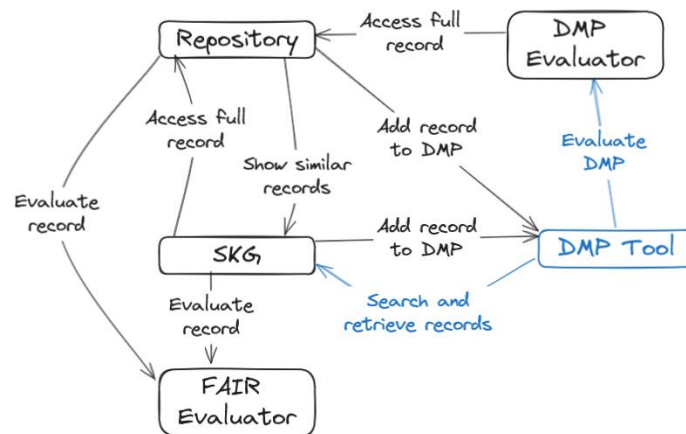 Repository
Access full
record
DMP
Evaluator
Access full
record
Add record
to DMP
Evaluate
DMP
Show similar
records
Evaluate
record
SKG
Add record
to DMP
DMP Tool
Search and
retrieve records
Evaluate
record
FAIR
Evaluator